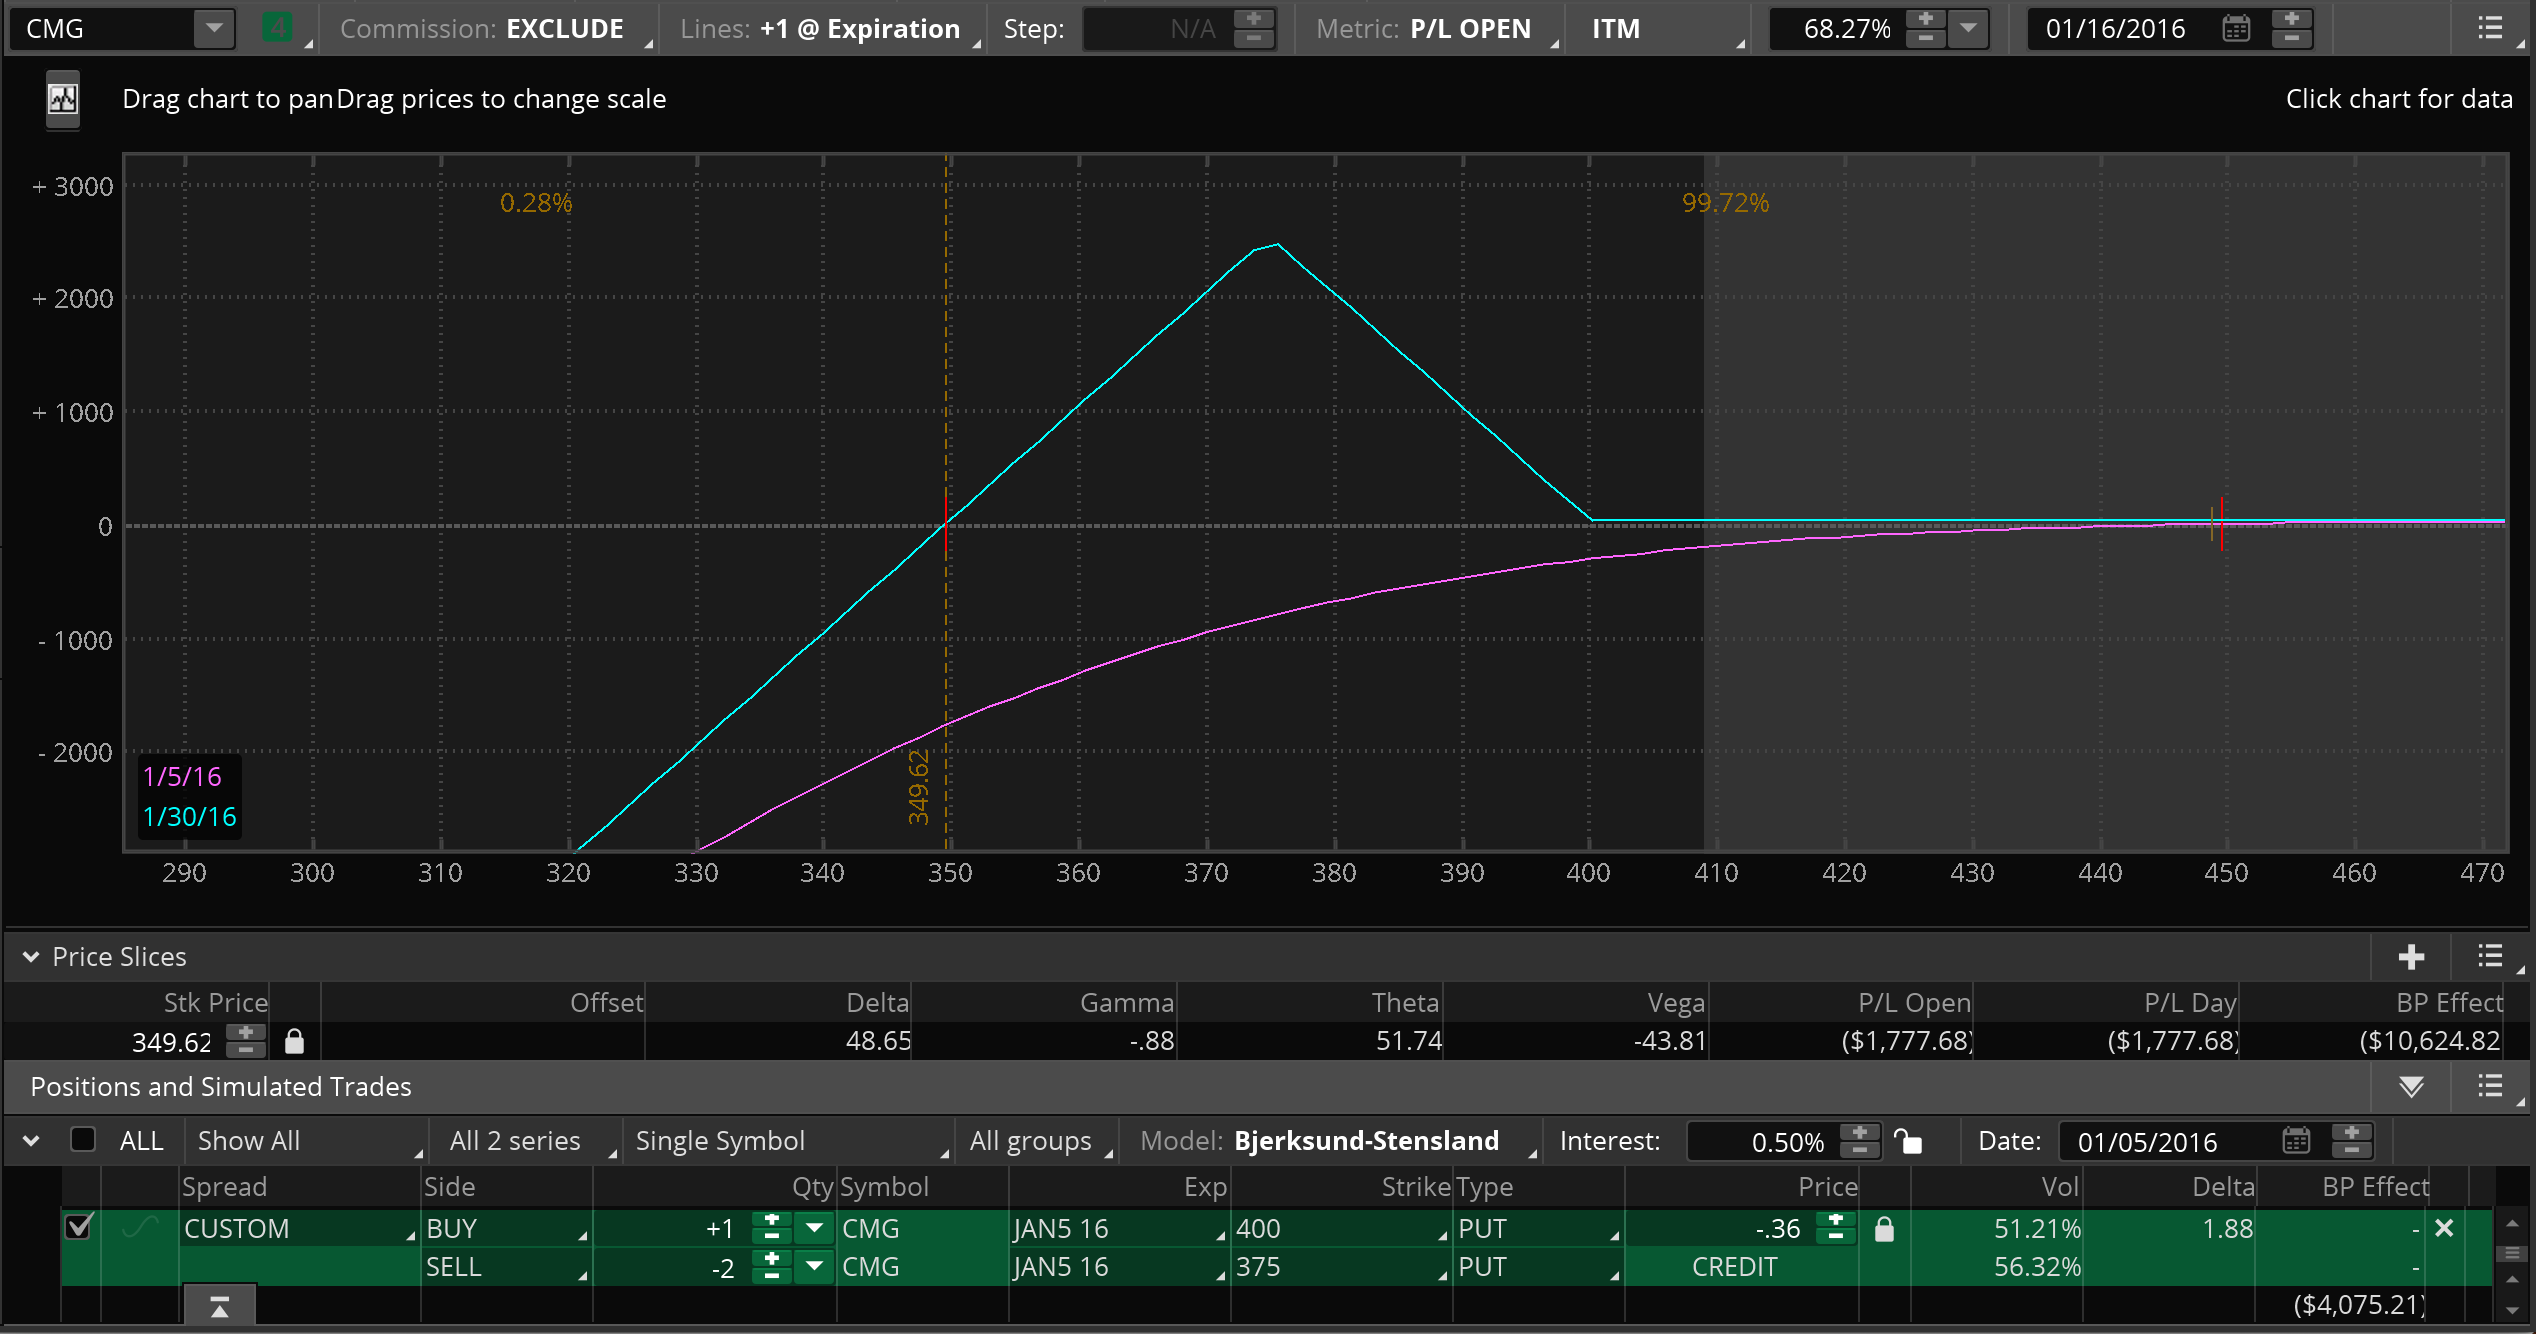 CMG 4 Commission: EXCLUDE Lines: +1 @ Expiration Step: N/A Metric: P/L OPEN ITM 68.27% 01/16/2016
Drag chart to pan Drag prices to change scale Click chart for data
+ 3000
0.28% 99.72%
+ 2000
+ 1000
0
- 1000
- 2000
349.62
1/5/16
1/30/16
290 300 310 320 330 340 350 360 370 380 390 400 410 420 430 440 450 460 470
Price Slices
Stk Price Offset Delta Gamma Theta Vega P/L Open P/L Day BP Effect
349.62 48.65 -.88 51.74 -43.81 ($1,777.68) ($1,777.68) ($10,624.82
Positions and Simulated Trades
ALL Show All All 2 series Single Symbol All groups Model: Bjerksund-Stensland Interest: 0.50% Date: 01/05/2016
Spread Side Qty Symbol Exp Strike Type Price Vol Delta BP Effect
CUSTOM BUY +1 CMG JAN5 16 400 PUT -.36 51.21% 1.88 -
SELL -2 CMG JAN5 16 375 PUT CREDIT 56.32% -
($4,075.21)